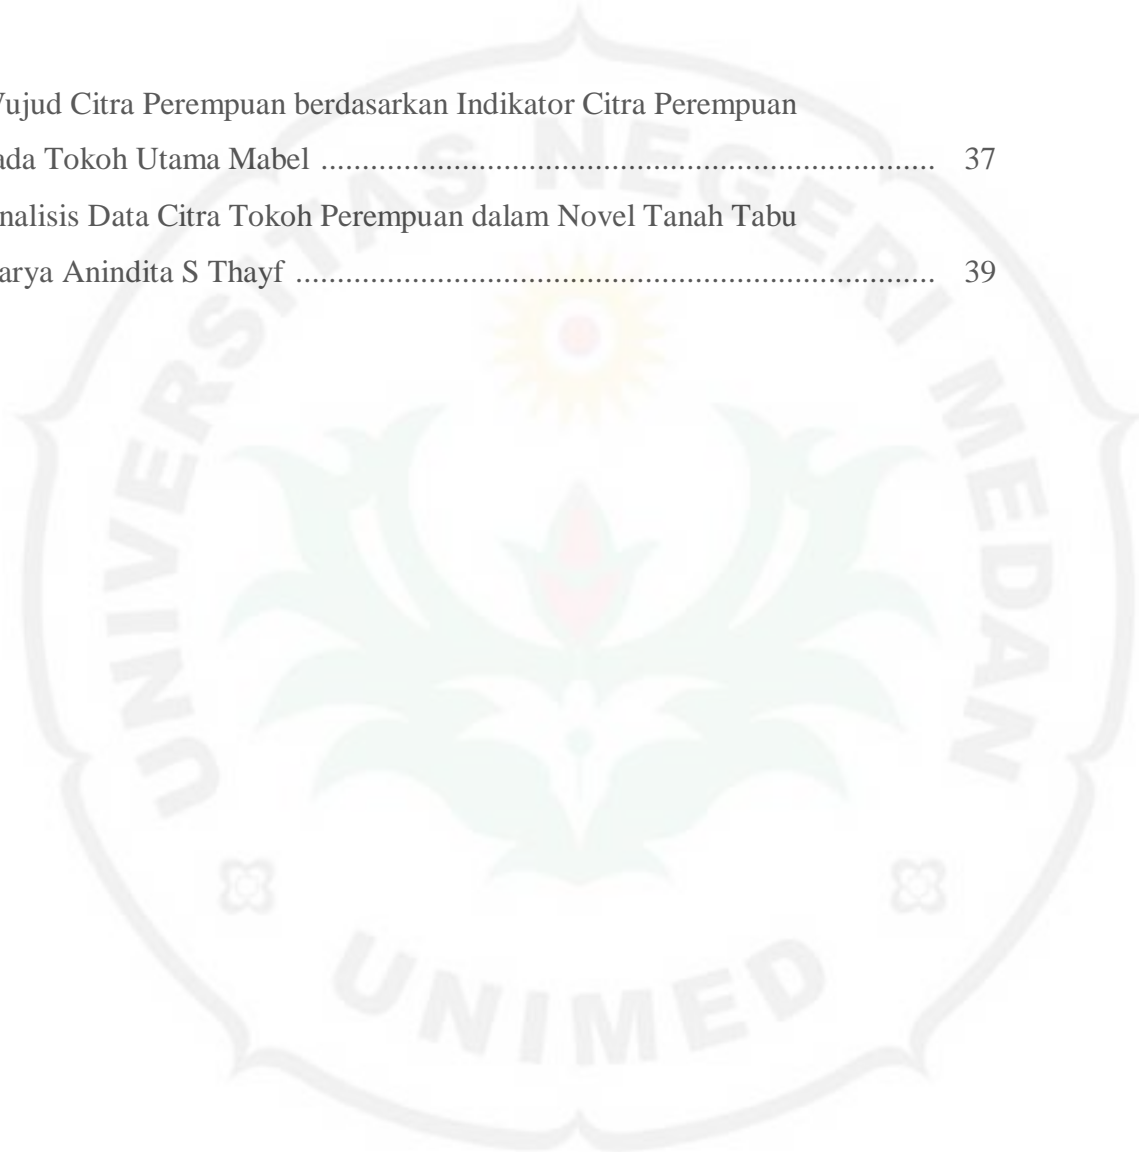 Wujud Citra Perempuan berdasarkan Indikator Citra Perempuan
ada Tokoh Utama Mabel .................................................................... 37
nalisis Data Citra Tokoh Perempuan dalam Novel Tanah Tabu
arya Anindita S Thayf ....................................................................... 39
UNIVERSITAS NEGERI MEDAN
UNIMED